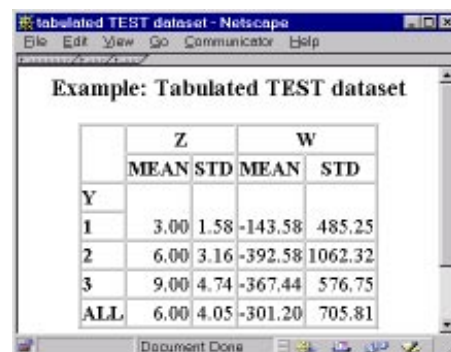 tabulated TEST dataset - Netscape
File Edit View Go Communicator Help
Example: Tabulated TEST dataset
Z W
MEAN STD MEAN STD
Y
1 3.00 1.58 -143.58 485.25
2 6.00 3.16 -392.58 1062.32
3 9.00 4.74 -367.44 576.75
ALL 6.00 4.05 -301.20 705.81
Document Done